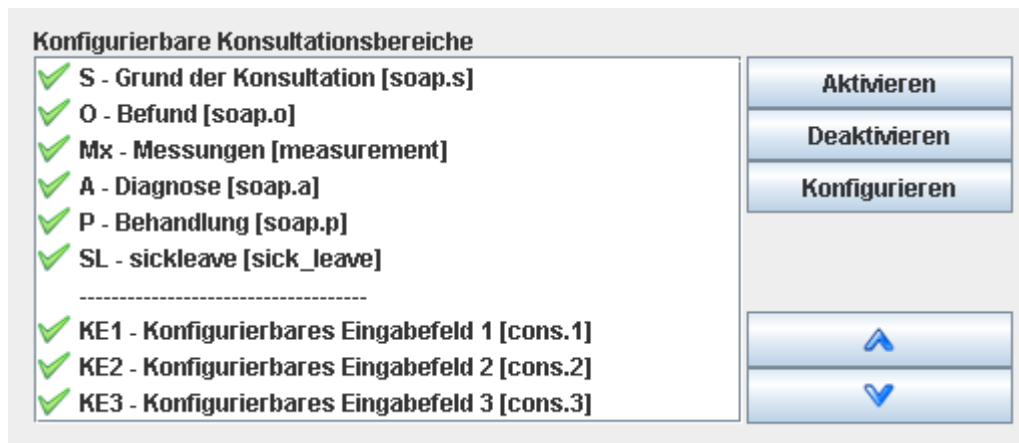 Konfigurierbare Konsultationsbereiche
S - Grund der Konsultation [soap.s]
O - Befund [soap.o]
Mx - Messungen [measurement]
A - Diagnose [soap.a]
P - Behandlung [soap.p]
SL - sickleave [sick_leave]
------------------------------------
KE1 - Konfigurierbares Eingabefeld 1 [cons.1]
KE2 - Konfigurierbares Eingabefeld 2 [cons.2]
KE3 - Konfigurierbares Eingabefeld 3 [cons.3]
Aktivieren
Deaktivieren
Konfigurieren